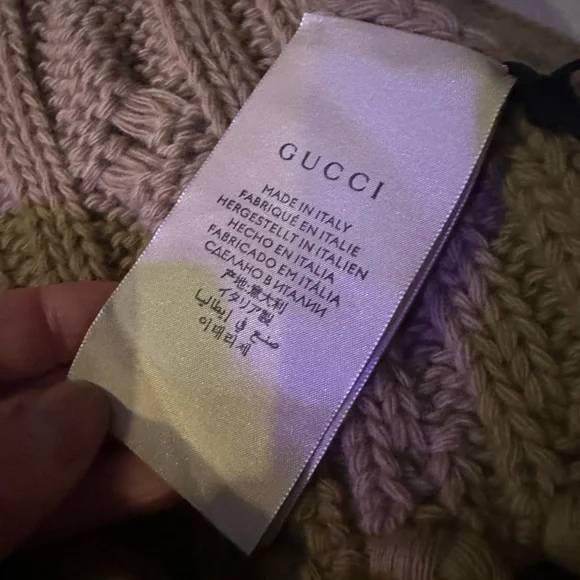 GUCCI
MADE IN ITALY
FABRIQUÉ EN ITALIE
HERGESTELLT IN ITALIEN
HECHO EN ITALIA
FABRICADO EM ITÁLIA
СДЕЛАНО В ИТАЛИИ
产地:意大利
イタリア製
صنع في إيطاليا
이태리제